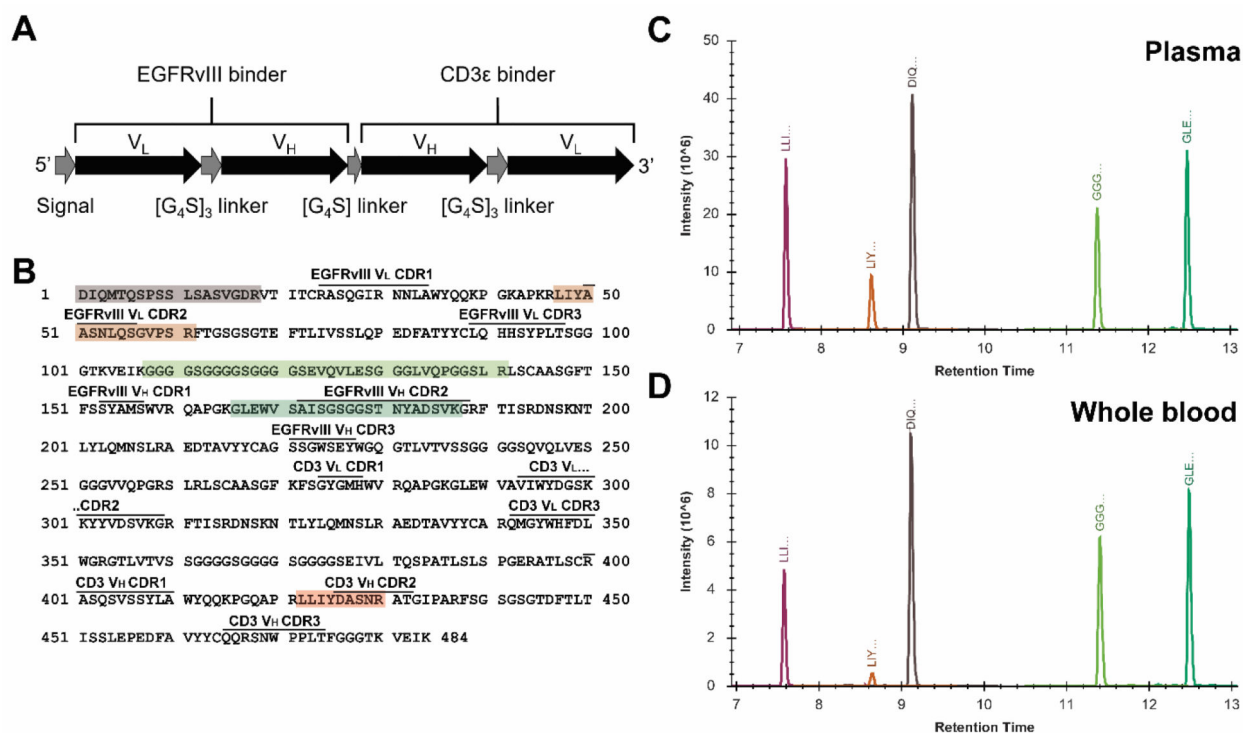 A
EGFRvIII binder
CD3ε binder
VL
VH
VH
VL
5'
3'
Signal
[G4S]3 linker
[G4S] linker
[G4S]3 linker
B
EGFRvIII VL CDR1
1 DIQMTQSPSS LSASVGDRVT ITCRASQGIR NNLAWYQQKP GKAPKRLIYA 50
EGFRvIII VL CDR2
EGFRvIII VL CDR3
51 ASNLQSGVPS RFTGSGSGTE FTLIVSSLQP EDFATYYCLQ HHSYPLTSGG 100
101 GTKVEIKGGG GSGGGGSGGG GSEVQVLESG GGLVQPGGSL RLSCAASGFT 150
EGFRvIII VH CDR1
EGFRvIII VH CDR2
151 FSSYAMSWVR QAPGKGLEWV SAISGSGGST NYADSVKGRF TISRDNSKNT 200
EGFRvIII VH CDR3
201 LYLQMNSLRA EDTAVYYCAG SSGWSEYWGQ GTLVTVSSGG GGSQVQLVES 250
CD3 VL CDR1
CD3 VL...
251 GGGVVQPGRS LRLSCAASGF KFSGYGMHWV RQAPGKGLEW VAVIWYDGSK 300
..CDR2
CD3 VL CDR3
301 KYYVDSVKGR FTISRDNSKN TLYLQMNSLR AEDTAVYYCA RQMGYWHFDL 350
351 WGRGTLVTVS SGGGGSGGGG SGGGGSEIVL TQSPATLSLS PGERATLSCR 400
CD3 VH CDR1
CD3 VH CDR2
401 ASQSVSSYLA WYQQKPGQAP RLLIYDASNR ATGIPARFSG SGSGTDFTLT 450
CD3 VH CDR3
451 ISSLEPEDFA VYYCQQRSNW PPLTFGGGTK VEIK 484
C
Plasma
Intensity (10^6)
50
40
30
20
10
0
LLI...
LIY...
DIQ...
GGG...
GLE...
7 8 9 10 11 12 13
Retention Time
D
Whole blood
Intensity (10^6)
12
10
8
6
4
2
0
LLI...
LIY...
DIQ...
GGG...
GLE...
7 8 9 10 11 12 13
Retention Time